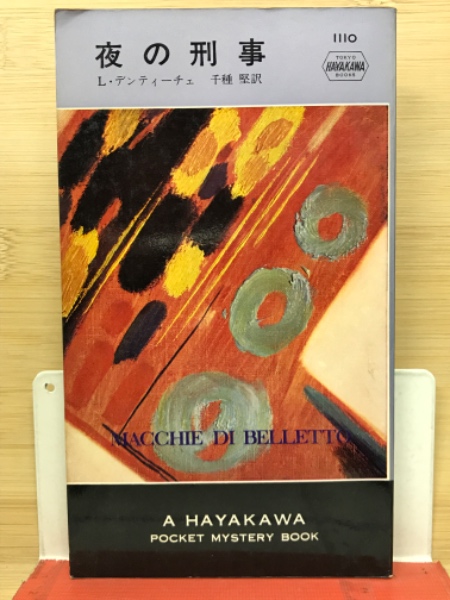 夜の刑事
1110
L・デンティーチェ 千種 堅訳
TOKYO
HAYAKAWA
BOOKS
MACCHIE DI BELLETTO
A HAYAKAWA
POCKET MYSTERY BOOK